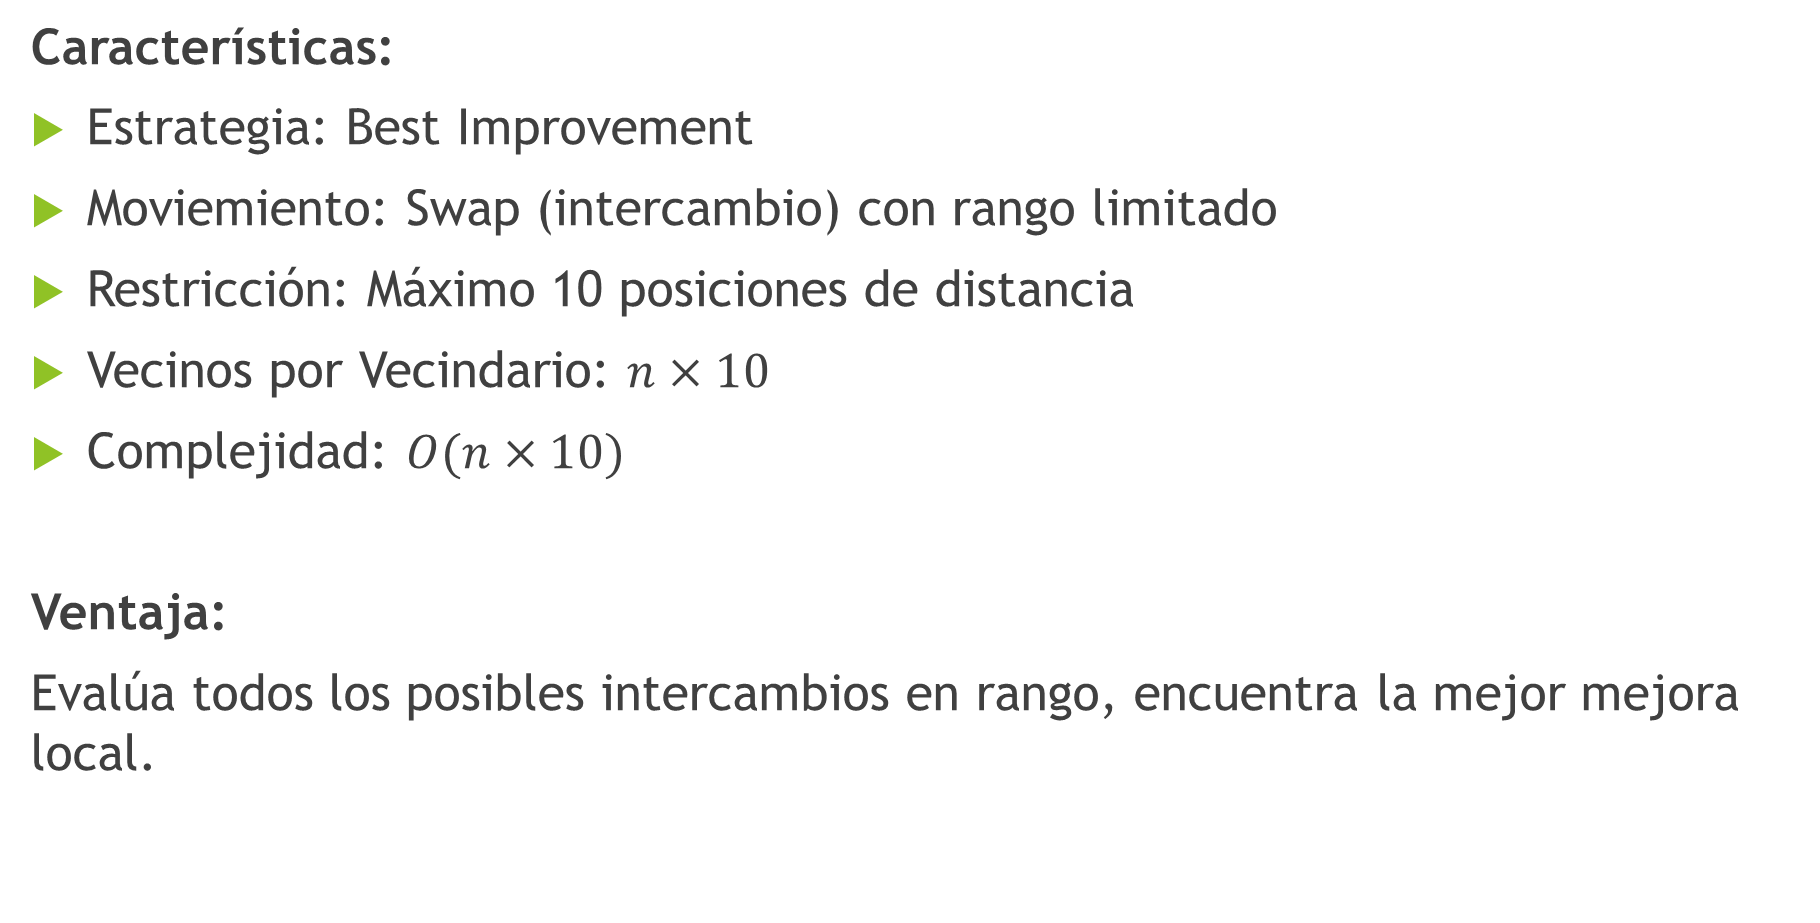 Características:
Estrategia: Best Improvement
Moviemiento: Swap (intercambio) con rango limitado
Restricción: Máximo 10 posiciones de distancia
Vecinos por Vecindario: n × 10
Complejidad: O(n × 10)
Ventaja:
Evalúa todos los posibles intercambios en rango, encuentra la mejor mejora
local.